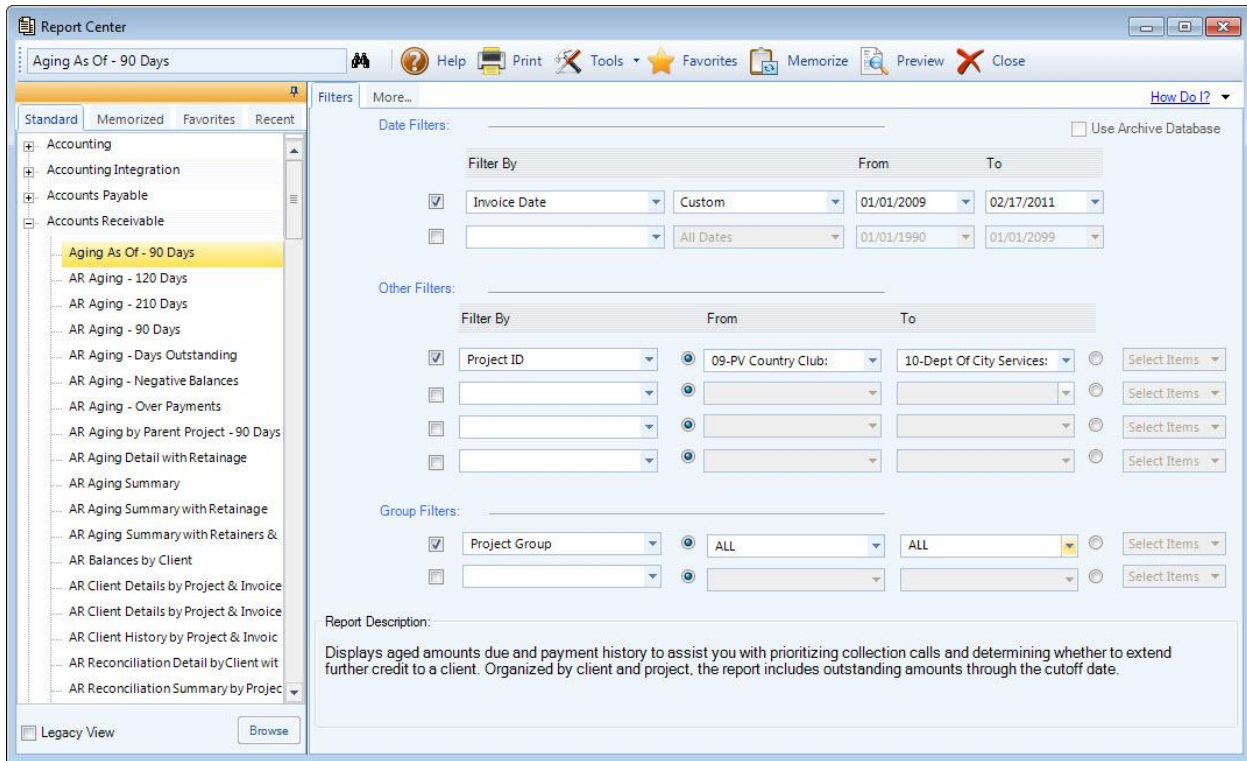 Report Center
Aging As Of - 90 Days
Help Print Tools Favorites Memorize Preview Close
Standard Memorized Favorites Recent
Accounting
Accounting Integration
Accounts Payable
Accounts Receivable
Aging As Of - 90 Days
AR Aging - 120 Days
AR Aging - 210 Days
AR Aging - 90 Days
AR Aging - Days Outstanding
AR Aging - Negative Balances
AR Aging - Over Payments
AR Aging by Parent Project - 90 Days
AR Aging Detail with Retainage
AR Aging Summary
AR Aging Summary with Retainage
AR Aging Summary with Retainers &
AR Balances by Client
AR Client Details by Project & Invoice
AR Client Details by Project & Invoice
AR Client History by Project & Invoic
AR Reconciliation Detail by Client wit
AR Reconciliation Summary by Projec
Legacy View Browse
Filters More... How Do I?
Date Filters: Use Archive Database
Filter By From To
Invoice Date Custom 01/01/2009 02/17/2011
All Dates 01/01/1990 01/01/2099
Other Filters:
Filter By From To
Project ID 09-PV Country Club: 10-Dept Of City Services: Select Items
Select Items
Select Items
Select Items
Group Filters:
Project Group ALL ALL Select Items
Select Items
Report Description:
Displays aged amounts due and payment history to assist you with prioritizing collection calls and determining whether to extend
further credit to a client. Organized by client and project, the report includes outstanding amounts through the cutoff date.